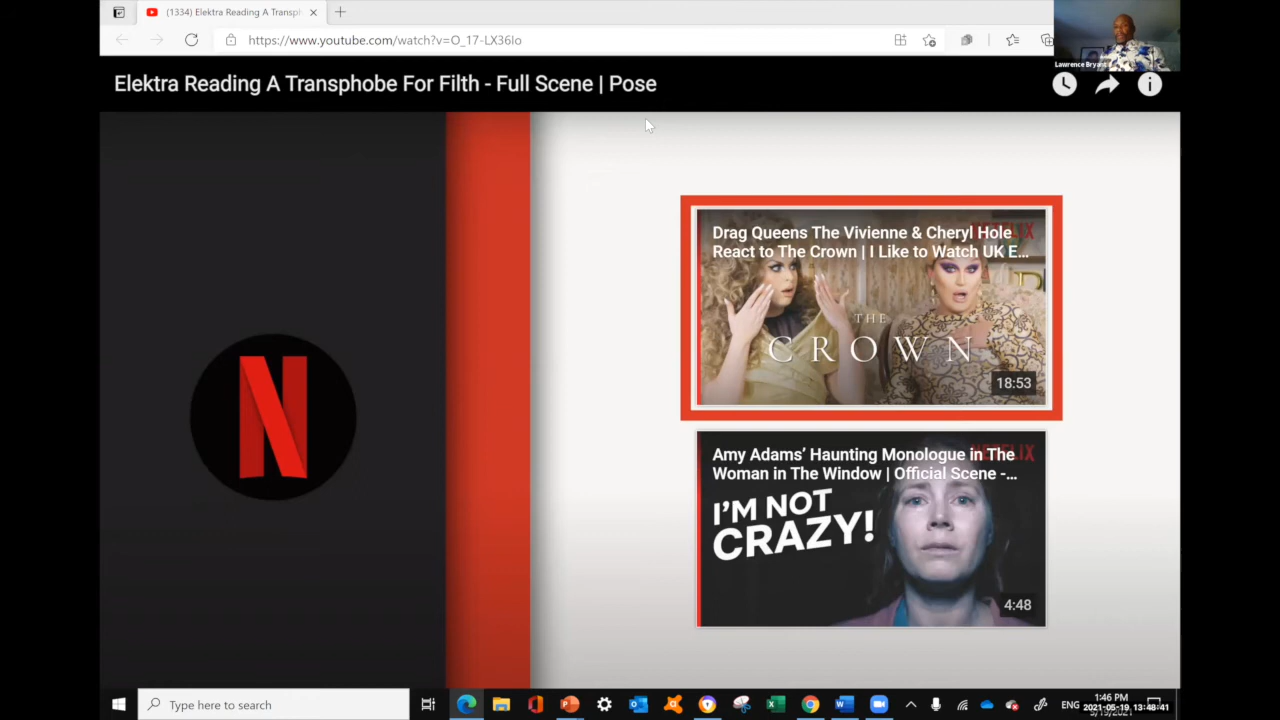 (1334) Elektra Reading A Transph
https://www.youtube.com/watch?v=O_17-LX36Io
Lawrence Bryant
Elektra Reading A Transphobe For Filth - Full Scene | Pose
Drag Queens The Vivienne & Cheryl Hole
React to The Crown | I Like to Watch UK E...
THE
CROWN
18:53
Amy Adams' Haunting Monologue in The
Woman in The Window | Official Scene -...
NETFLIX
I'M NOT
CRAZY!
4:48
Type here to search
ENG
1:46 PM
2021-05-19 13:48:41